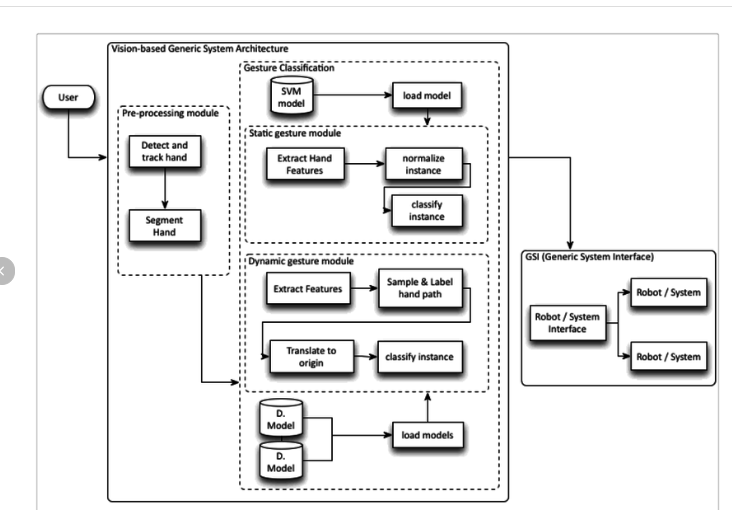 Vision-based Generic System Architecture
Gesture Classification
SVM
model
load model
User
Pre-processing module
Detect and
track hand
Segment
Hand
Static gesture module
Extract Hand
Features
normalize
instance
classify
instance
Dynamic gesture module
Extract Features
Sample & Label
hand path
Translate to
origin
classify instance
D.
Model
D.
Model
load models
GSI (Generic System Interface)
Robot / System
Interface
Robot / System
Robot / System